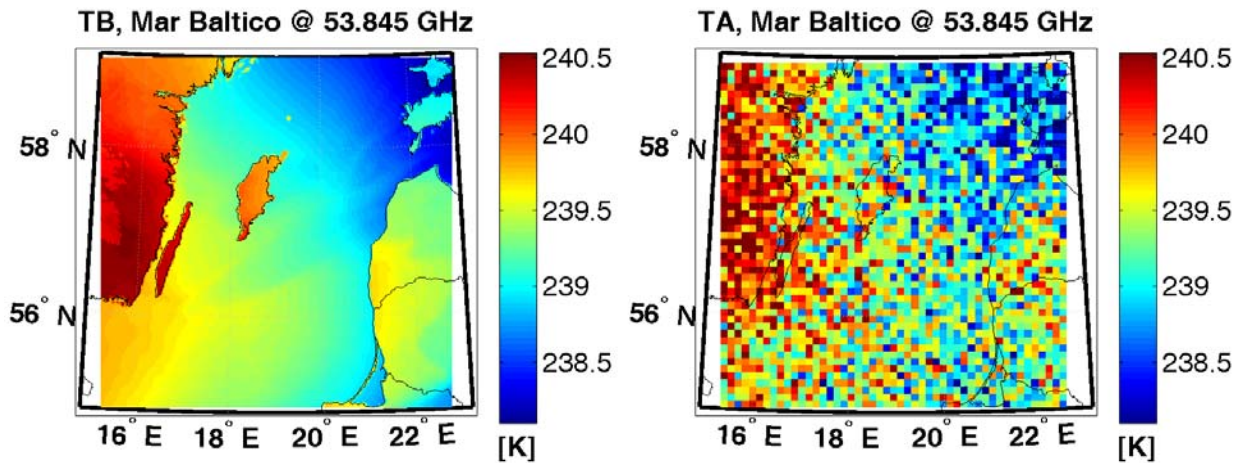 TB, Mar Baltico @ 53.845 GHz
58° N
56° N
16° E
18° E
20° E
22° E
240.5
240
239.5
239
238.5
[K]
TA, Mar Baltico @ 53.845 GHz
58° N
56° N
16° E
18° E
20° E
22° E
240.5
240
239.5
239
238.5
[K]